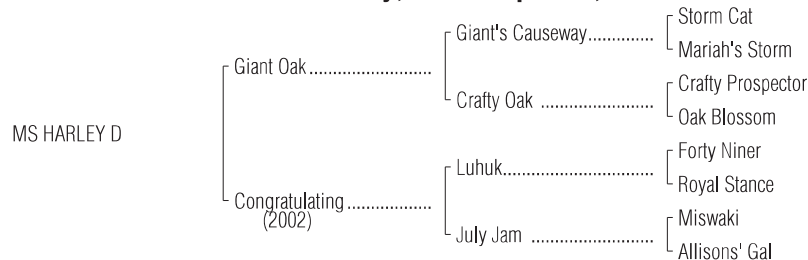 Storm Cat
Giant's Causeway..............
Mariah's Storm
Giant Oak ..........................
Crafty Prospector
Crafty Oak ........................
Oak Blossom
MS HARLEY D
Forty Niner
Luhuk................................
Royal Stance
Congratulating ..................
(2002)
Miswaki
July Jam ..........................
Allisons' Gal